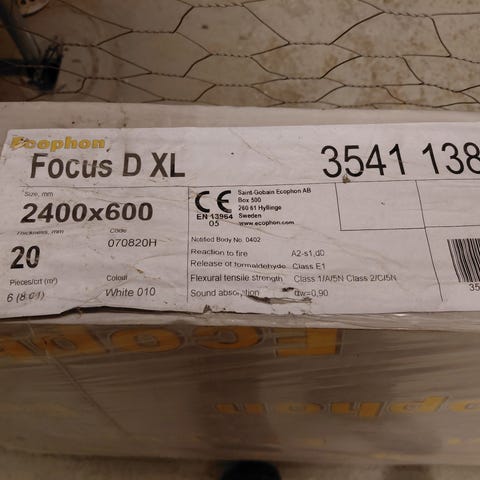 Ecophon
Focus D XL
3541 138
Size, mm
2400x600
Thickness, mm
Code
20
070820H
Pieces/crt (m²)
Colour
6 (8.64)
White 010
CE
EN 13964
05
Saint-Gobain Ecophon AB
Box 500
260 61 Hyllinge
Sweden
www.ecophon.com
Notified Body No. 0402
Reaction to fire A2-s1,d0
Release of formaldehyde Class E1
Flexural tensile strength Class 1/A/5N Class 2/C/5N
Sound absorption αw=0,90
35